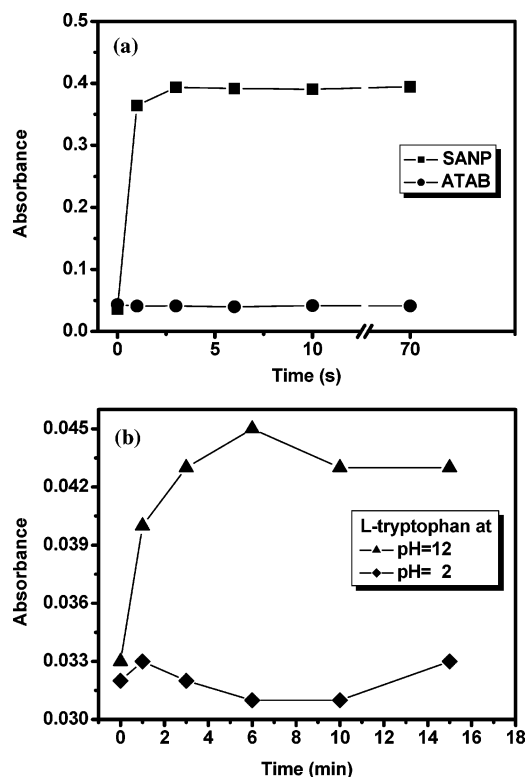 (a)
0.5
0.4
0.3
0.2
0.1
0.0
Absorbance
SANP
ATAB
0 5 10 70
Time (s)
(b)
0.045
0.042
0.039
0.036
0.033
0.030
Absorbance
L-tryptophan at
pH=12
pH= 2
0 2 4 6 8 10 12 14 16 18
Time (min)